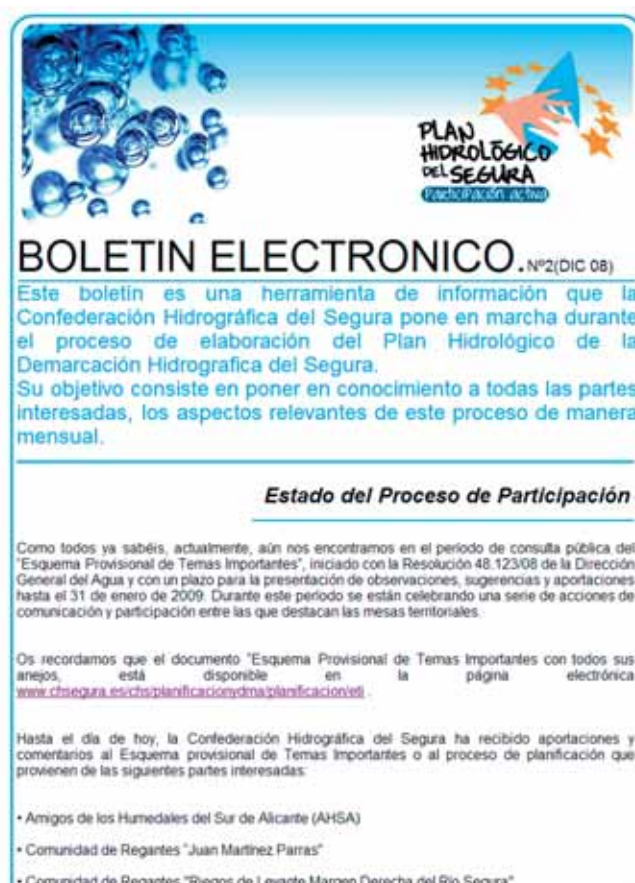 PLAN
HIDROLÓGICO
DEL SEGURA
Participación activa
BOLETIN ELECTRONICO. Nº2(DIC 08)
Este boletín es una herramienta de información que la
Confederación Hidrográfica del Segura pone en marcha durante
el proceso de elaboración del Plan Hidrológico de la
Demarcación Hidrografica del Segura.
Su objetivo consiste en poner en conocimiento a todas las partes
interesadas, los aspectos relevantes de este proceso de manera
mensual.
Estado del Proceso de Participación
Como todos ya sabéis, actualmente, aún nos encontramos en el periodo de consulta pública del
"Esquema Provisional de Temas Importantes", iniciado con la Resolución 48.123/08 de la Dirección
General del Agua y con un plazo para la presentación de observaciones, sugerencias y aportaciones
hasta el 31 de enero de 2009. Durante este periodo se están celebrando una serie de acciones de
comunicación y participación entre las que destacan las mesas territoriales.
Os recordamos que el documento "Esquema Provisional de Temas Importantes con todos sus
anejos, está disponible en la página electrónica
www.chsegura.es/chs/planificacionydma/planificacion/eti .
Hasta el día de hoy, la Confederación Hidrográfica del Segura ha recibido aportaciones y
comentarios al Esquema provisional de Temas Importantes o al proceso de planificación que
provienen de las siguientes partes interesadas:
• Amigos de los Humedales del Sur de Alicante (AHSA)
• Comunidad de Regantes "Juan Martínez Parras"
• Comunidad de Regantes "Riegos de Levante Margen Derecha del Río Segura"